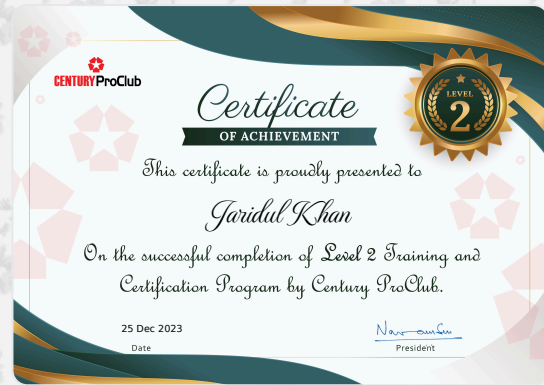 CENTURY ProClub
LEVEL
2
Certificate
OF ACHIEVEMENT
This certificate is proudly presented to
Jaridul Khan
On the successful completion of Level 2 Training and
Certification Program by Century ProClub.
25 Dec 2023
Date
President